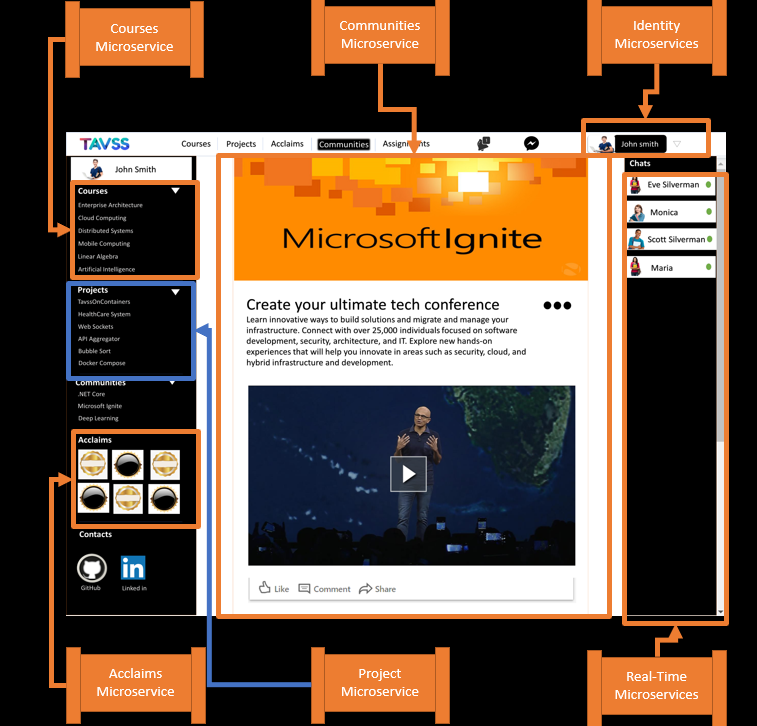 Courses
Microservice
Communities
Microservice
Identity
Microservices
TAVSS
Courses
Projects
Acclaims
Communities
Assignments
John smith
John Smith
Courses
Enterprise Architecture
Cloud Computing
Distributed Systems
Mobile Computing
Linear Algebra
Artificial Intelligence
Projects
TavssOnContainers
HealthCare System
Web Sockets
API Aggregator
Bubble Sort
Docker Compose
Communities
.NET Core
Microsoft Ignite
Deep Learning
Acclaims
Contacts
GitHub
in
Linked in
MicrosoftIgnite
Create your ultimate tech conference
Learn innovative ways to build solutions and migrate and manage your
infrastructure. Connect with over 25,000 individuals focused on software
development, security, architecture, and IT. Explore new hands-on
experiences that will help you innovate in areas such as security, cloud, and
hybrid infrastructure and development.
Like
Comment
Share
Chats
Eve Silverman
Monica
Scott Silverman
Maria
Acclaims
Microservice
Project
Microservice
Real-Time
Microservices